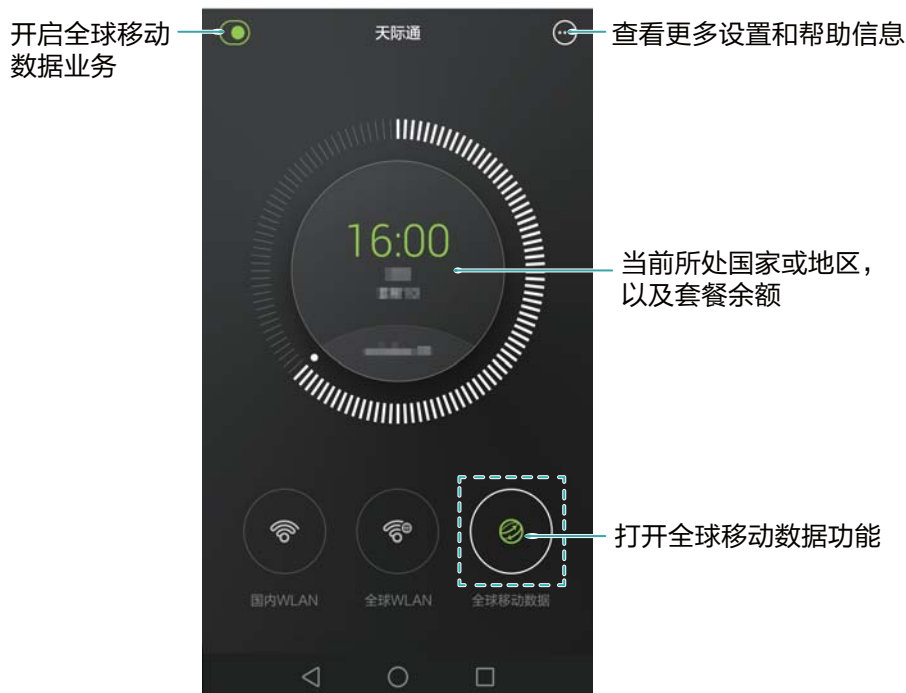 开启全球移动
数据业务
天际通
查看更多设置和帮助信息
16:00
当前所处国家或地区，
以及套餐余额
打开全球移动数据功能
国内WLAN
全球WLAN
全球移动数据